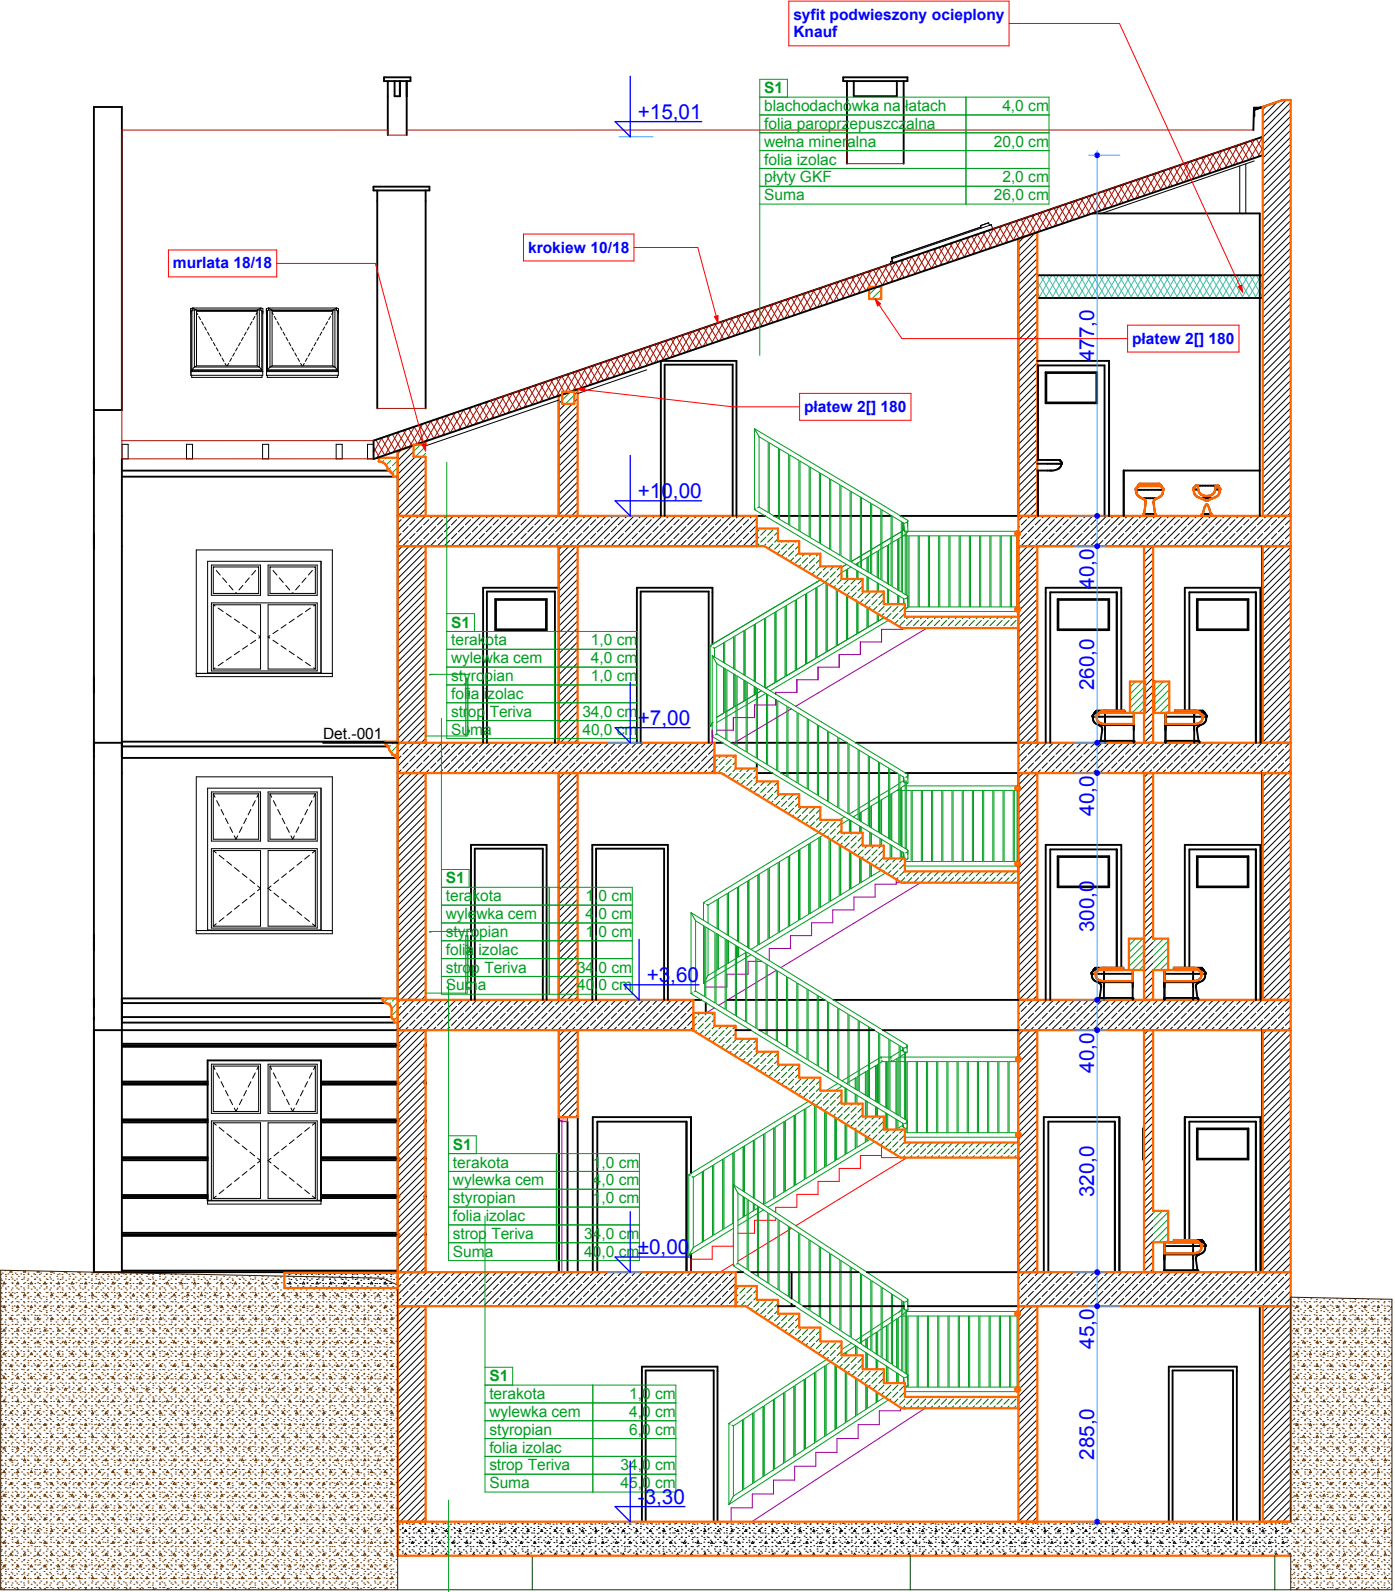 syfit podwieszony ocieplony
Knauf
S1
blachodachówka na łatach 4,0 cm
folia paroprzepuszczalna
wełna mineralna 20,0 cm
folia izolac
płyty GKF 2,0 cm
Suma 26,0 cm
+15,01
murlata 18/18
krokiew 10/18
płatew 2[] 180
płatew 2[] 180
477,0
+10,00
40,0
S1
terakota 1,0 cm
wylewka cem 4,0 cm
styropian 1,0 cm
folia izolac
strop Teriva 34,0 cm
Suma 40,0 cm
260,0
+7,00
Det.-001
40,0
S1
terakota 1,0 cm
wylewka cem 4,0 cm
styropian 1,0 cm
folia izolac
strop Teriva 34,0 cm
Suma 40,0 cm
300,0
+3,60
40,0
S1
terakota 1,0 cm
wylewka cem 4,0 cm
styropian 1,0 cm
folia izolac
strop Teriva 34,0 cm
Suma 40,0 cm
320,0
±0,00
45,0
S1
terakota 1,0 cm
wylewka cem 4,0 cm
styropian 6,0 cm
folia izolac
strop Teriva 34,0 cm
Suma 45,0 cm
285,0
-3,30